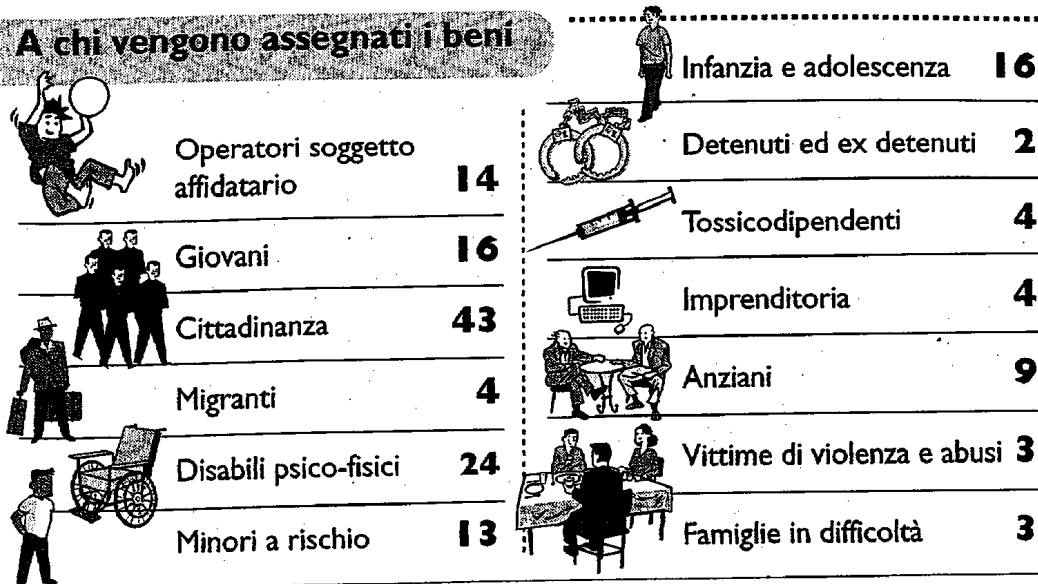 A chi vengono assegnati i beni
Operatori soggetto
affidatario 14
Giovani 16
Cittadinanza 43
Migranti 4
Disabili psico-fisici 24
Minori a rischio 13
Infanzia e adolescenza 16
Detenuti ed ex detenuti 2
Tossicodipendenti 4
Imprenditoria 4
Anziani 9
Vittime di violenza e abusi 3
Famiglie in difficoltà 3